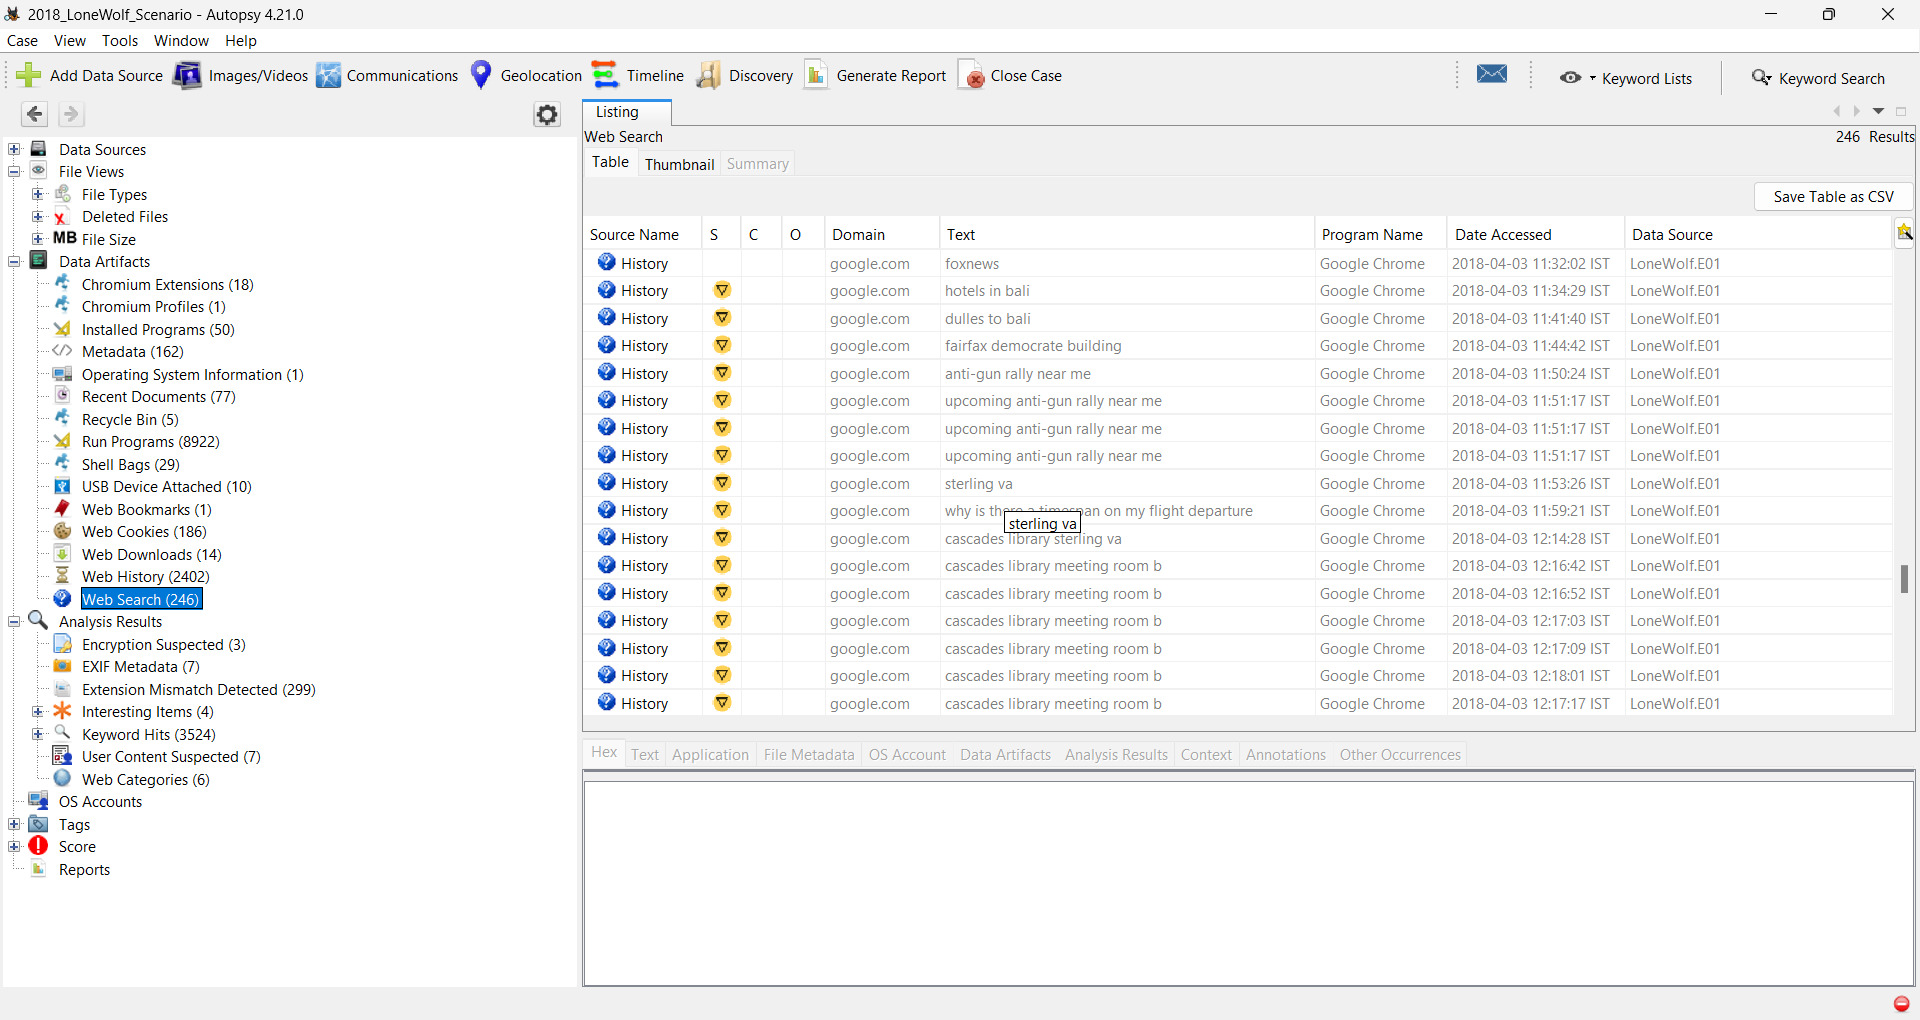 2018_LoneWolf_Scenario - Autopsy 4.21.0
Case View Tools Window Help
Add Data Source Images/Videos Communications Geolocation Timeline Discovery Generate Report Close Case Keyword Lists Keyword Search
Data Sources
File Views
File Types
Deleted Files
MB File Size
Data Artifacts
Chromium Extensions (18)
Chromium Profiles (1)
Installed Programs (50)
Metadata (162)
Operating System Information (1)
Recent Documents (77)
Recycle Bin (5)
Run Programs (8922)
Shell Bags (29)
USB Device Attached (10)
Web Bookmarks (1)
Web Cookies (186)
Web Downloads (14)
Web History (2402)
Web Search (246)
Analysis Results
Encryption Suspected (3)
EXIF Metadata (7)
Extension Mismatch Detected (299)
Interesting Items (4)
Keyword Hits (3524)
User Content Suspected (7)
Web Categories (6)
OS Accounts
Tags
Score
Reports
Listing
Web Search 246 Results
Table Thumbnail Summary
Save Table as CSV
Source Name S C O Domain Text Program Name Date Accessed Data Source
History google.com foxnews Google Chrome 2018-04-03 11:32:02 IST LoneWolf.E01
History google.com hotels in bali Google Chrome 2018-04-03 11:34:29 IST LoneWolf.E01
History google.com dulles to bali Google Chrome 2018-04-03 11:41:40 IST LoneWolf.E01
History google.com fairfax democrate building Google Chrome 2018-04-03 11:44:42 IST LoneWolf.E01
History google.com anti-gun rally near me Google Chrome 2018-04-03 11:50:24 IST LoneWolf.E01
History google.com upcoming anti-gun rally near me Google Chrome 2018-04-03 11:51:17 IST LoneWolf.E01
History google.com upcoming anti-gun rally near me Google Chrome 2018-04-03 11:51:17 IST LoneWolf.E01
History google.com upcoming anti-gun rally near me Google Chrome 2018-04-03 11:51:17 IST LoneWolf.E01
History google.com sterling va Google Chrome 2018-04-03 11:53:26 IST LoneWolf.E01
History google.com why is there a timespan on my flight departure Google Chrome 2018-04-03 11:59:21 IST LoneWolf.E01
sterling va
History google.com cascades library sterling va Google Chrome 2018-04-03 12:14:28 IST LoneWolf.E01
History google.com cascades library meeting room b Google Chrome 2018-04-03 12:16:42 IST LoneWolf.E01
History google.com cascades library meeting room b Google Chrome 2018-04-03 12:16:52 IST LoneWolf.E01
History google.com cascades library meeting room b Google Chrome 2018-04-03 12:17:03 IST LoneWolf.E01
History google.com cascades library meeting room b Google Chrome 2018-04-03 12:17:09 IST LoneWolf.E01
History google.com cascades library meeting room b Google Chrome 2018-04-03 12:18:01 IST LoneWolf.E01
History google.com cascades library meeting room b Google Chrome 2018-04-03 12:17:17 IST LoneWolf.E01
Hex Text Application File Metadata OS Account Data Artifacts Analysis Results Context Annotations Other Occurrences